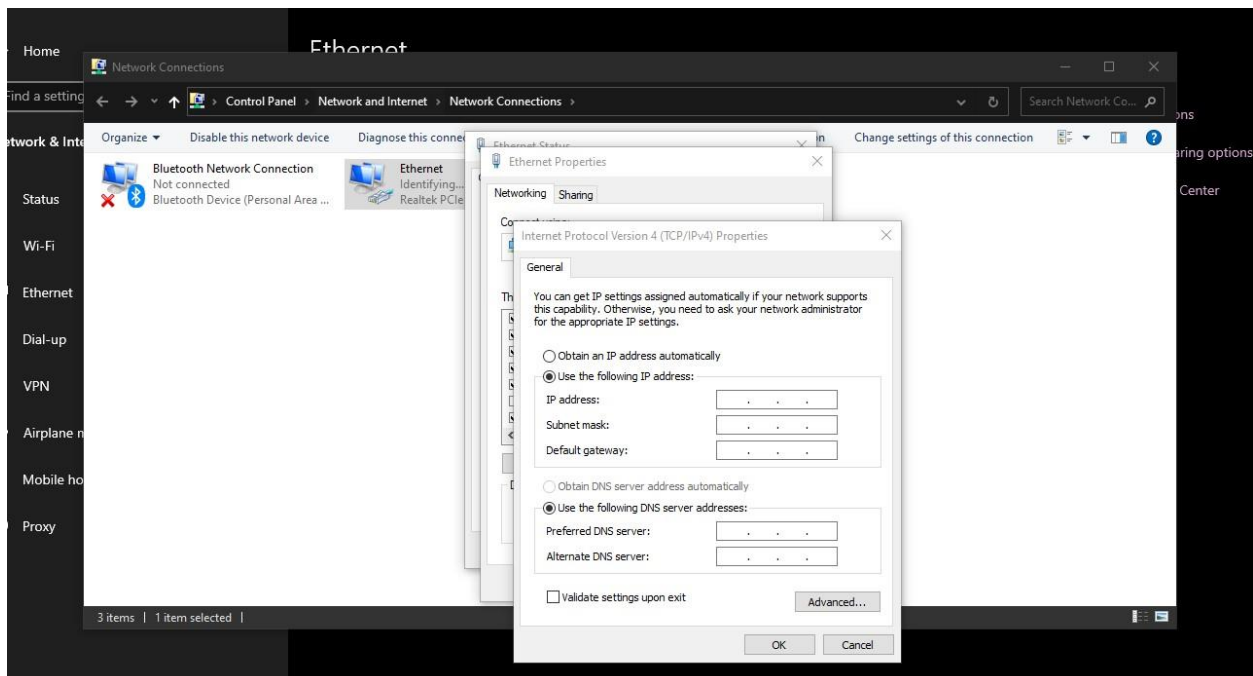 Home
Ethernet
Network Connections
Find a setting
Control Panel > Network and Internet > Network Connections >
Search Network Co...
Network & Inte
Organize
Disable this network device
Diagnose this conne
Change settings of this connection
Ethernet Status
Ethernet Properties
Bluetooth Network Connection
Not connected
Bluetooth Device (Personal Area ...
Ethernet
Identifying...
Realtek PCIe
Networking
Sharing
aring options
Center
Status
Wi-Fi
Ethernet
Dial-up
VPN
Airplane
Mobile ho
Proxy
Internet Protocol Version 4 (TCP/IPv4) Properties
General
You can get IP settings assigned automatically if your network supports
this capability. Otherwise, you need to ask your network administrator
for the appropriate IP settings.
Obtain an IP address automatically
Use the following IP address:
IP address:
Subnet mask:
Default gateway:
Obtain DNS server address automatically
Use the following DNS server addresses:
Preferred DNS server:
Alternate DNS server:
Validate settings upon exit
Advanced...
OK
Cancel
3 items
1 item selected